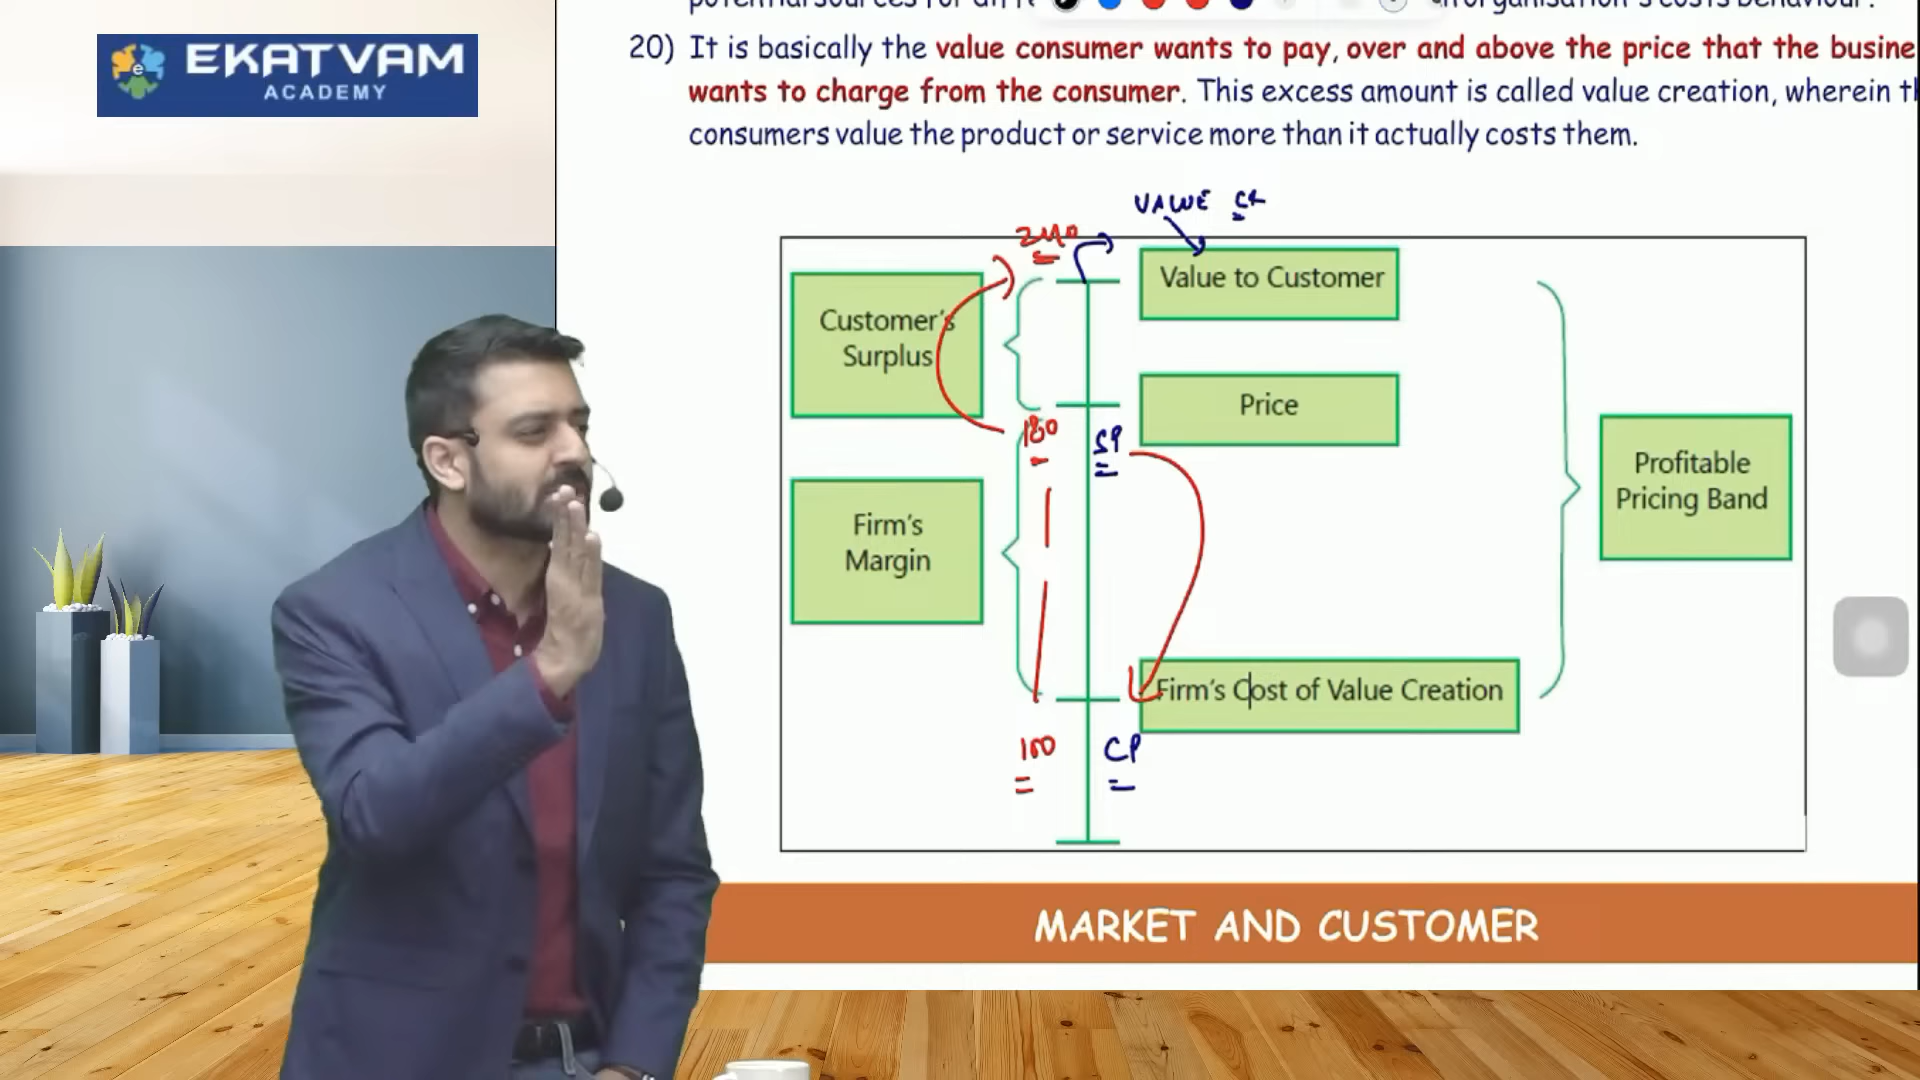 EKATVAM
ACADEMY
20) It is basically the value consumer wants to pay, over and above the price that the busine
wants to charge from the consumer. This excess amount is called value creation, wherein th
consumers value the product or service more than it actually costs them.
VALUE CR
240
Value to Customer
Customer's
Surplus
Price
180
SP
Profitable
Pricing Band
Firm's
Margin
Firm's Cost of Value Creation
100
CP
MARKET AND CUSTOMER